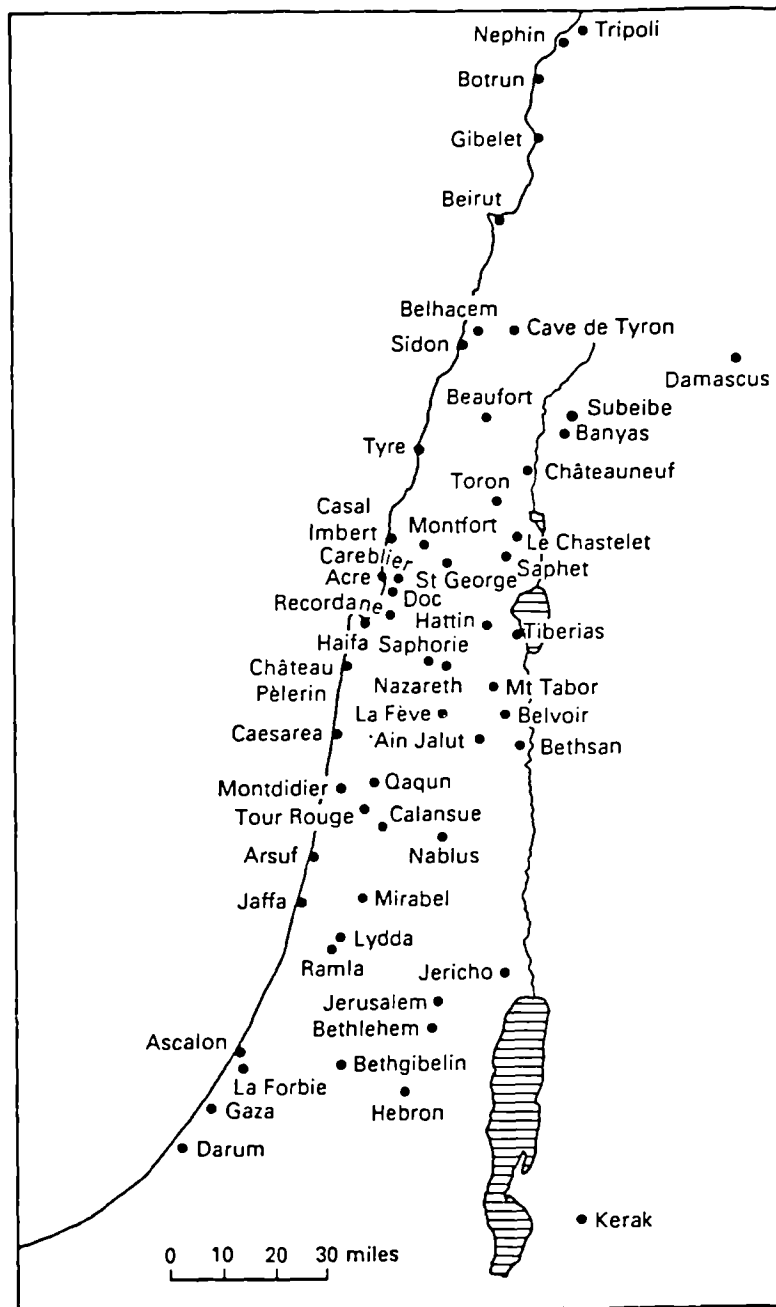 Nephin
Tripoli
Botrun
Gibelet
Beirut
Belhacem
Cave de Tyron
Sidon
Damascus
Beaufort
Subeibe
Banyas
Tyre
Châteauneuf
Toron
Casal
Imbert
Montfort
Le Chastelet
Careblier
Saphet
Acre
St George
Doc
Recordane
Hattin
Tiberias
Haifa
Saphorie
Château
Pèlerin
Nazareth
Mt Tabor
La Fève
Belvoir
Caesarea
Ain Jalut
Bethsan
Montdidier
Qaqun
Tour Rouge
Calansue
Arsuf
Nablus
Jaffa
Mirabel
Lydda
Ramla
Jericho
Jerusalem
Bethlehem
Ascalon
Bethgibelin
La Forbie
Hebron
Gaza
Darum
Kerak
0 10 20 30 miles